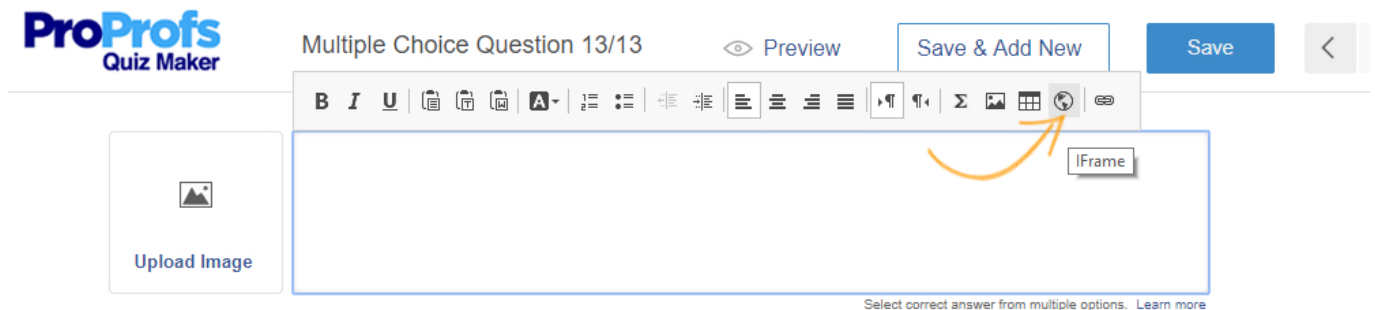 ProProfs
Quiz Maker
Multiple Choice Question 13/13
Preview
Save & Add New
Save
B I U A
IFrame
Upload Image
Select correct answer from multiple options. Learn more